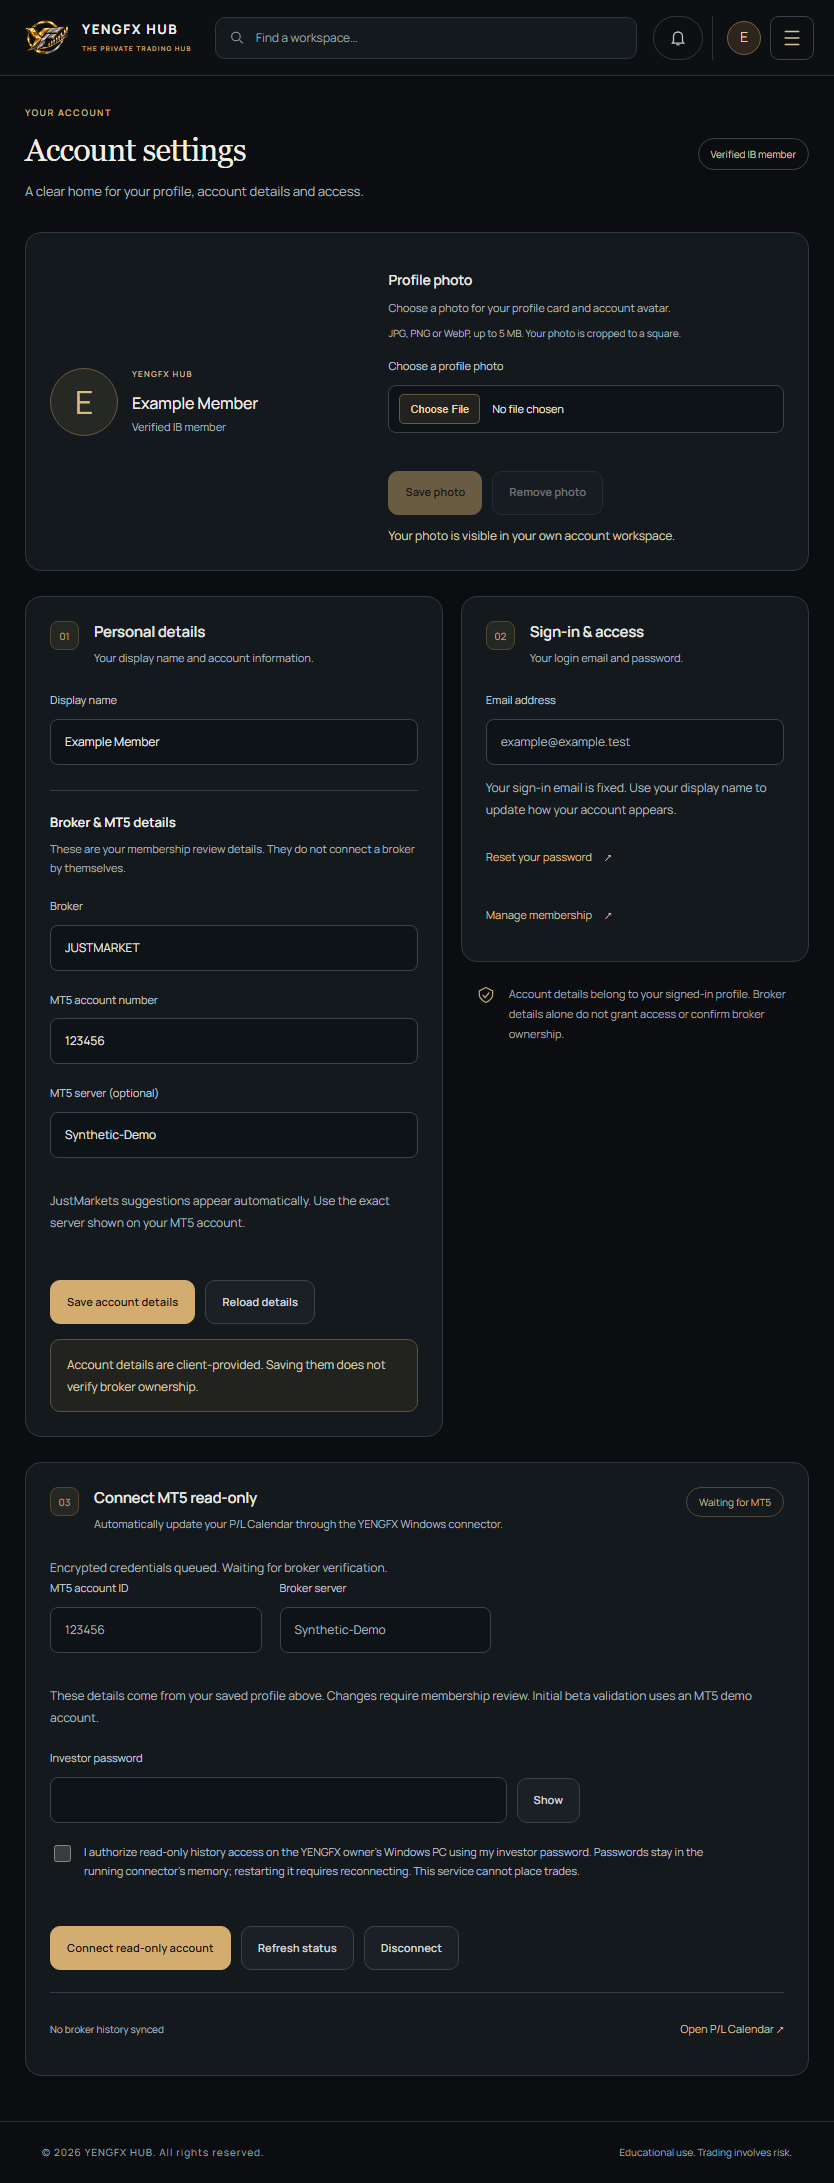 YENGFX HUB
THE PRIVATE TRADING HUB
Find a workspace...
E
YOUR ACCOUNT
Account settings
Verified IB member
A clear home for your profile, account details and access.
E
YENGFX HUB
Example Member
Verified IB member
Profile photo
Choose a photo for your profile card and account avatar.
JPG, PNG or WebP, up to 5 MB. Your photo is cropped to a square.
Choose a profile photo
Choose File No file chosen
Save photo Remove photo
Your photo is visible in your own account workspace.
01 Personal details
Your display name and account information.
Display name
Example Member
Broker & MT5 details
These are your membership review details. They do not connect a broker
by themselves.
Broker
JUSTMARKET
MT5 account number
123456
MT5 server (optional)
Synthetic-Demo
JustMarkets suggestions appear automatically. Use the exact
server shown on your MT5 account.
Save account details Reload details
Account details are client-provided. Saving them does not
verify broker ownership.
02 Sign-in & access
Your login email and password.
Email address
example@example.test
Your sign-in email is fixed. Use your display name to
update how your account appears.
Reset your password ↗
Manage membership ↗
Account details belong to your signed-in profile. Broker
details alone do not grant access or confirm broker
ownership.
03 Connect MT5 read-only
Waiting for MT5
Automatically update your P/L Calendar through the YENGFX Windows connector.
Encrypted credentials queued. Waiting for broker verification.
MT5 account ID Broker server
123456 Synthetic-Demo
These details come from your saved profile above. Changes require membership review. Initial beta validation uses an MT5 demo
account.
Investor password
Show
I authorize read-only history access on the YENGFX owner's Windows PC using my investor password. Passwords stay in the
running connector's memory; restarting it requires reconnecting. This service cannot place trades.
Connect read-only account Refresh status Disconnect
No broker history synced Open P/L Calendar ↗
© 2026 YENGFX HUB. All rights reserved. Educational use. Trading involves risk.